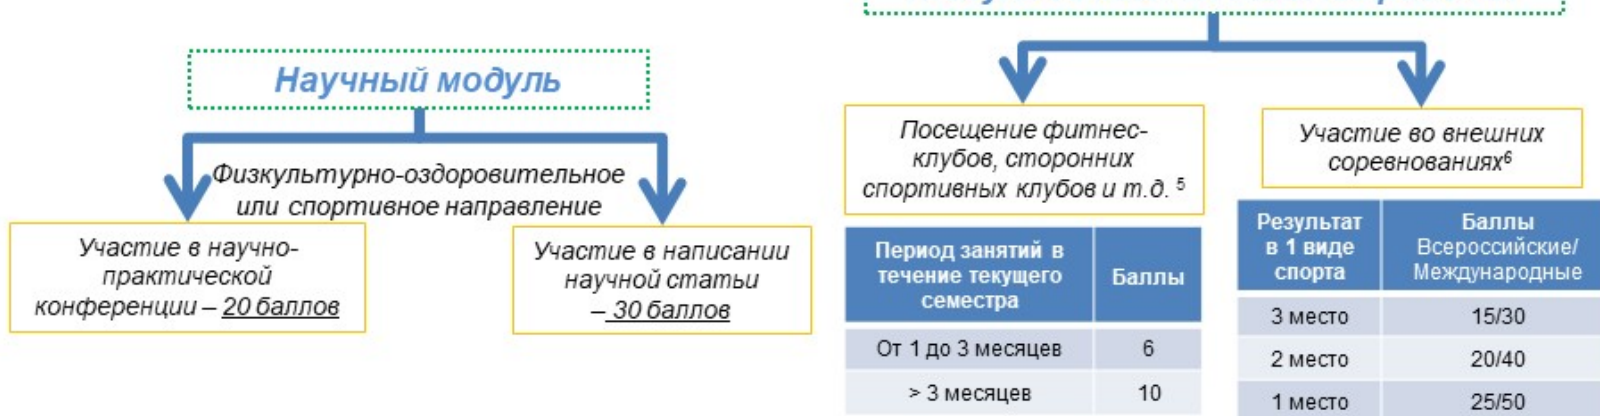 Научный модуль
Физкультурно-оздоровительное
или спортивное направление
Участие в научно-
практической
конференции – 20 баллов
Участие в написании
научной статьи
– 30 баллов
Посещение фитнес-
клубов, сторонних
спортивных клубов и т.д. 5
Период занятий в
течение текущего
семестра
Баллы
От 1 до 3 месяцев
6
> 3 месяцев
10
Участие во внешних
соревнованиях6
Результат
в 1 виде
спорта
Баллы
Всероссийские/
Международные
3 место
15/30
2 место
20/40
1 место
25/50